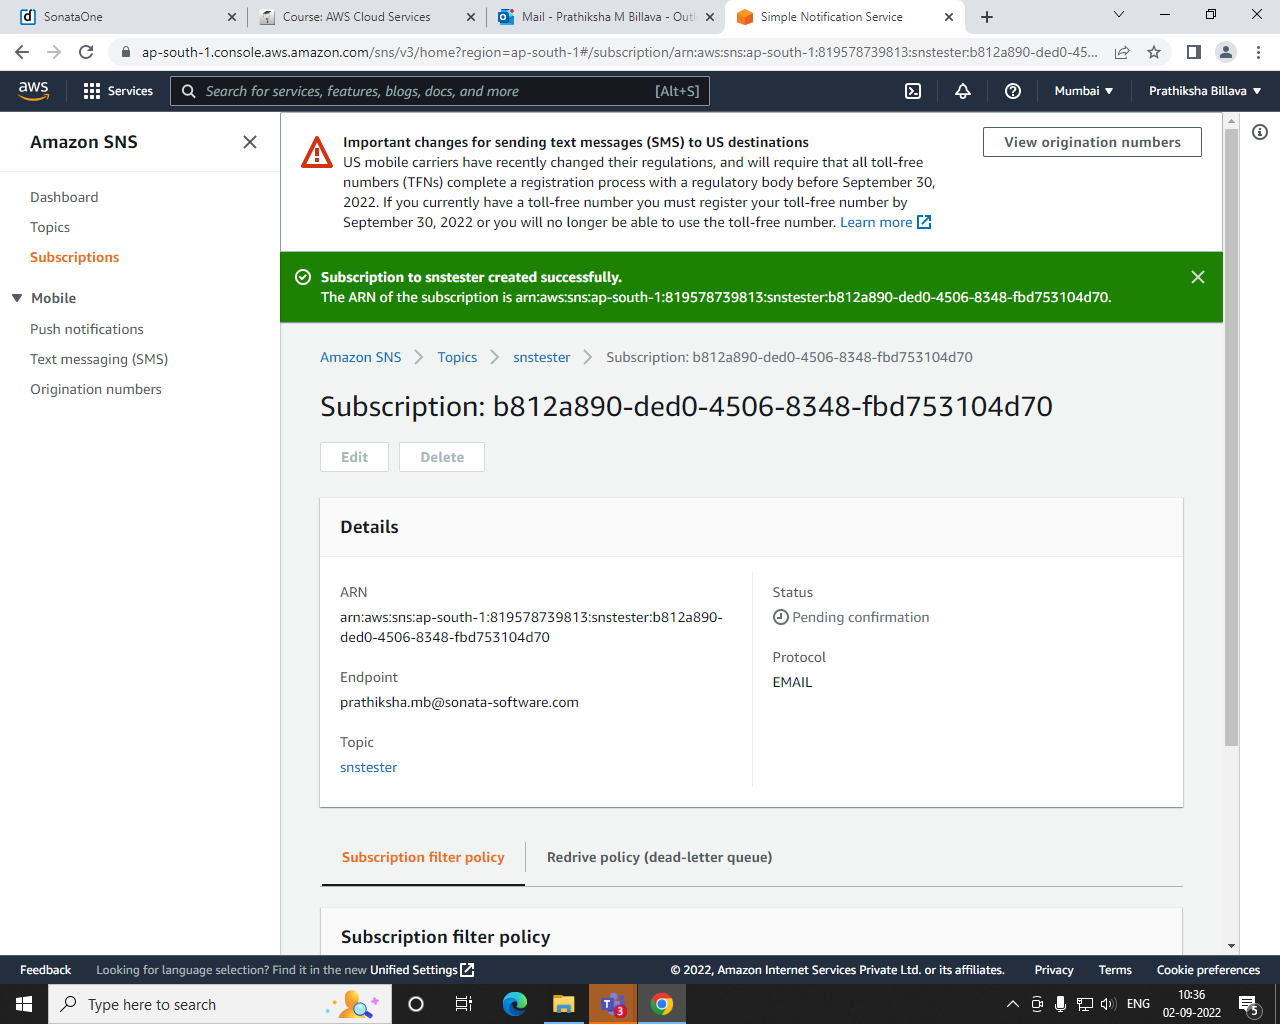 SonataOne
Course: AWS Cloud Services
Mail - Prathiksha M Billava - Outl
Simple Notification Service
ap-south-1.console.aws.amazon.com/sns/v3/home?region=ap-south-1#/subscription/arn:aws:sns:ap-south-1:819578739813:snstester:b812a890-ded0-45...
aws
Services
Search for services, features, blogs, docs, and more
[Alt+S]
Mumbai
Prathiksha Billava
Amazon SNS
Dashboard
Topics
Subscriptions
Mobile
Push notifications
Text messaging (SMS)
Origination numbers
Important changes for sending text messages (SMS) to US destinations
US mobile carriers have recently changed their regulations, and will require that all toll-free
numbers (TFNs) complete a registration process with a regulatory body before September 30,
2022. If you currently have a toll-free number you must register your toll-free number by
September 30, 2022 or you will no longer be able to use the toll-free number. Learn more
View origination numbers
Subscription to snstester created successfully.
The ARN of the subscription is arn:aws:sns:ap-south-1:819578739813:snstester:b812a890-ded0-4506-8348-fbd753104d70.
Amazon SNS
Topics
snstester
Subscription: b812a890-ded0-4506-8348-fbd753104d70
Subscription: b812a890-ded0-4506-8348-fbd753104d70
Edit
Delete
Details
ARN
arn:aws:sns:ap-south-1:819578739813:snstester:b812a890-
ded0-4506-8348-fbd753104d70
Endpoint
prathiksha.mb@sonata-software.com
Topic
snstester
Status
Pending confirmation
Protocol
EMAIL
Subscription filter policy
Redrive policy (dead-letter queue)
Subscription filter policy
Feedback
Looking for language selection? Find it in the new Unified Settings
© 2022, Amazon Internet Services Private Ltd. or its affiliates.
Privacy
Terms
Cookie preferences
Type here to search
3
ENG
10:36
02-09-2022
5